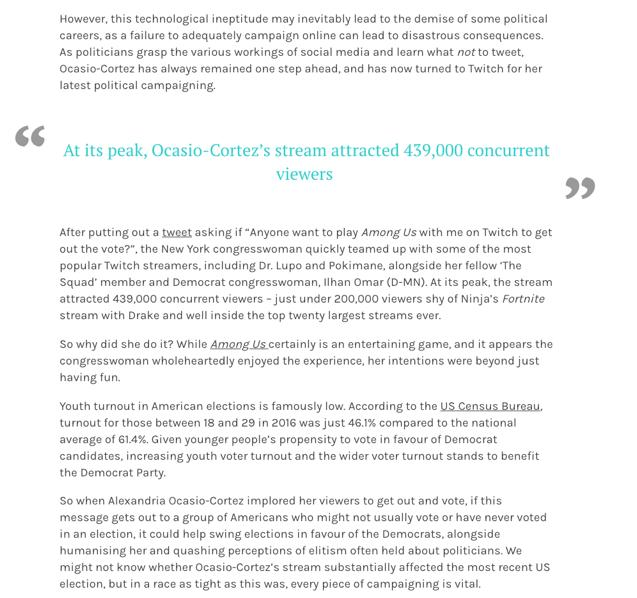 However, this technological ineptitude may inevitably lead to the demise of some political
careers, as a failure to adequately campaign online can lead to disastrous consequences.
As politicians grasp the various workings of social media and learn what not to tweet,
Ocasio-Cortez has always remained one step ahead, and has now turned to Twitch for her
latest political campaigning.
“
At its peak, Ocasio-Cortez’s stream attracted 439,000 concurrent
viewers
”
After putting out a tweet asking if “Anyone want to play Among Us with me on Twitch to get
out the vote?”, the New York congresswoman quickly teamed up with some of the most
popular Twitch streamers, including Dr. Lupo and Pokimane, alongside her fellow ‘The
Squad’ member and Democrat congresswoman, Ilhan Omar (D-MN). At its peak, the stream
attracted 439,000 concurrent viewers – just under 200,000 viewers shy of Ninja’s Fortnite
stream with Drake and well inside the top twenty largest streams ever.
So why did she do it? While Among Us certainly is an entertaining game, and it appears the
congresswoman wholeheartedly enjoyed the experience, her intentions were beyond just
having fun.
Youth turnout in American elections is famously low. According to the US Census Bureau,
turnout for those between 18 and 29 in 2016 was just 46.1% compared to the national
average of 61.4%. Given younger people’s propensity to vote in favour of Democrat
candidates, increasing youth voter turnout and the wider voter turnout stands to benefit
the Democrat Party.
So when Alexandria Ocasio-Cortez implored her viewers to get out and vote, if this
message gets out to a group of Americans who might not usually vote or have never voted
in an election, it could help swing elections in favour of the Democrats, alongside
humanising her and quashing perceptions of elitism often held about politicians. We
might not know whether Ocasio-Cortez’s stream substantially affected the most recent US
election, but in a race as tight as this was, every piece of campaigning is vital.